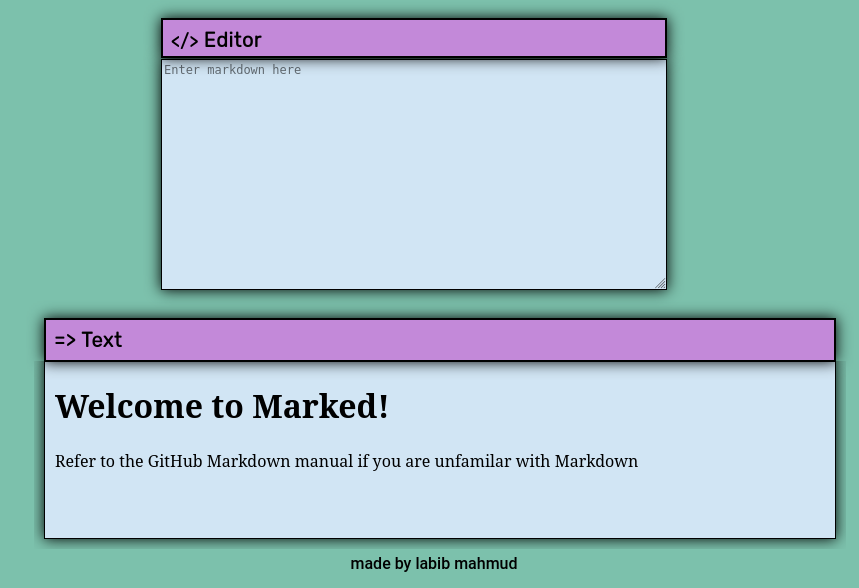 </> Editor
Enter markdown here
=> Text
Welcome to Marked!
Refer to the GitHub Markdown manual if you are unfamilar with Markdown
made by labib mahmud